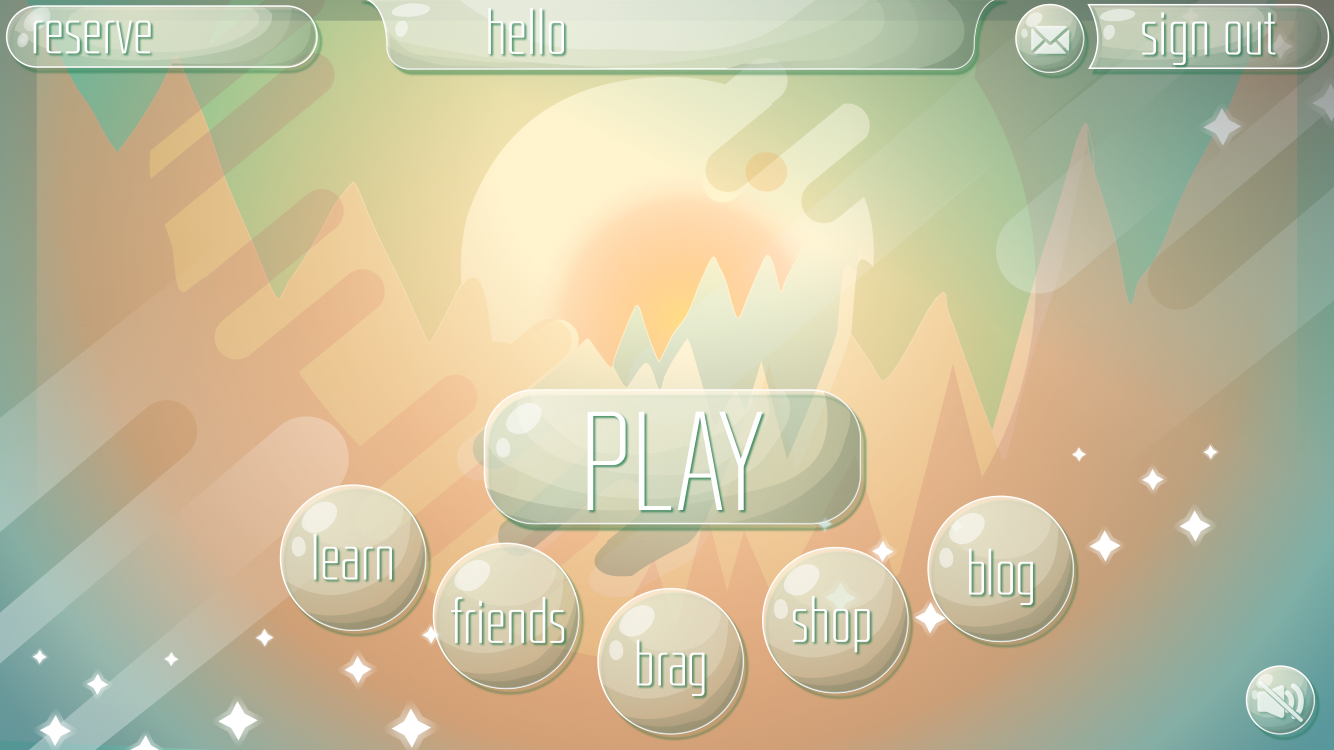 reserve
hello
sign out
PLAY
learn
friends
brag
shop
blog